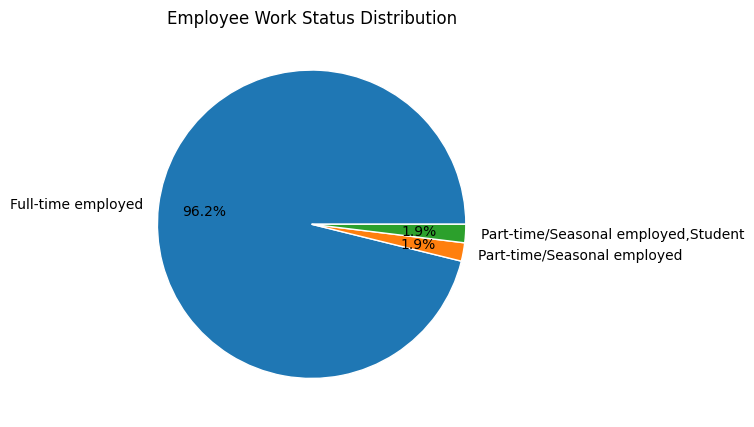 Employee Work Status Distribution
Full-time employed
96.2%
1.9%
Part-time/Seasonal employed,Student
1.9%
Part-time/Seasonal employed